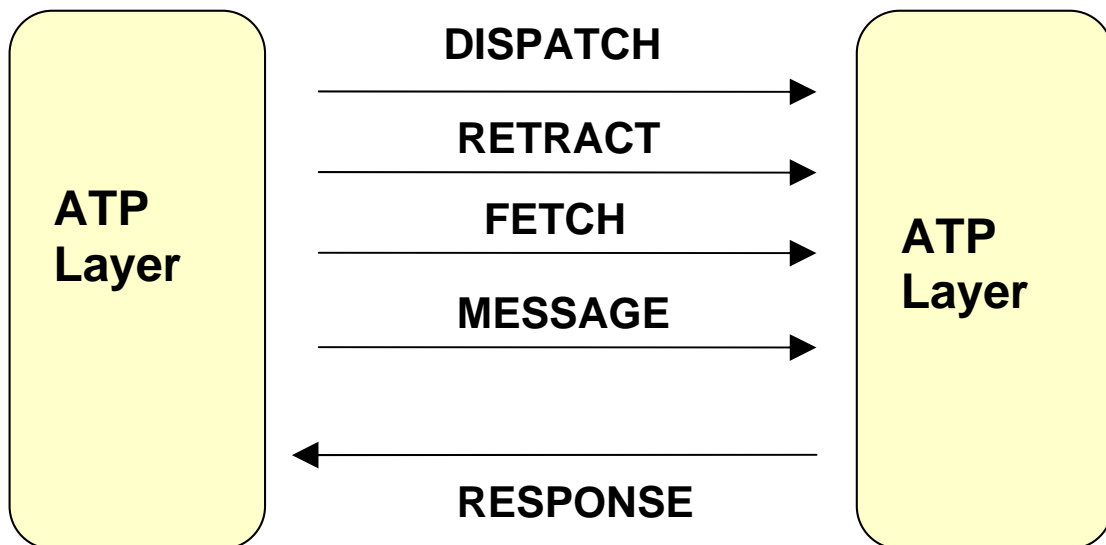 DISPATCH
RETRACT
FETCH
MESSAGE
RESPONSE
ATP
Layer
ATP
Layer